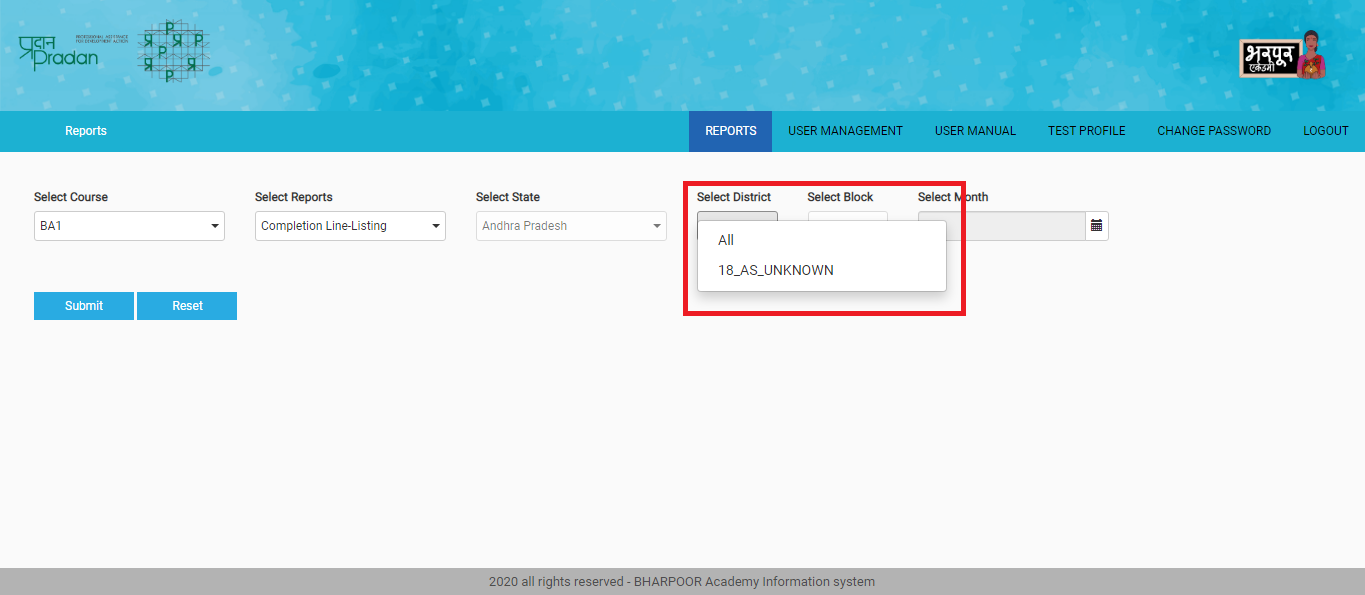 प्रदान
Pradan
PROFESSIONAL ASSISTANCE
FOR DEVELOPMENT ACTION
P
प्र P
P प्र P प्र
P प्र
प्र P प्र
P
भरपूर
एकेडमी
Reports
REPORTS
USER MANAGEMENT
USER MANUAL
TEST PROFILE
CHANGE PASSWORD
LOGOUT
Select Course
Select Reports
Select State
Select District
Select Block
Select Month
BA1
Completion Line-Listing
Andhra Pradesh
All
18_AS_UNKNOWN
Submit
Reset
2020 all rights reserved - BHARPOOR Academy Information system